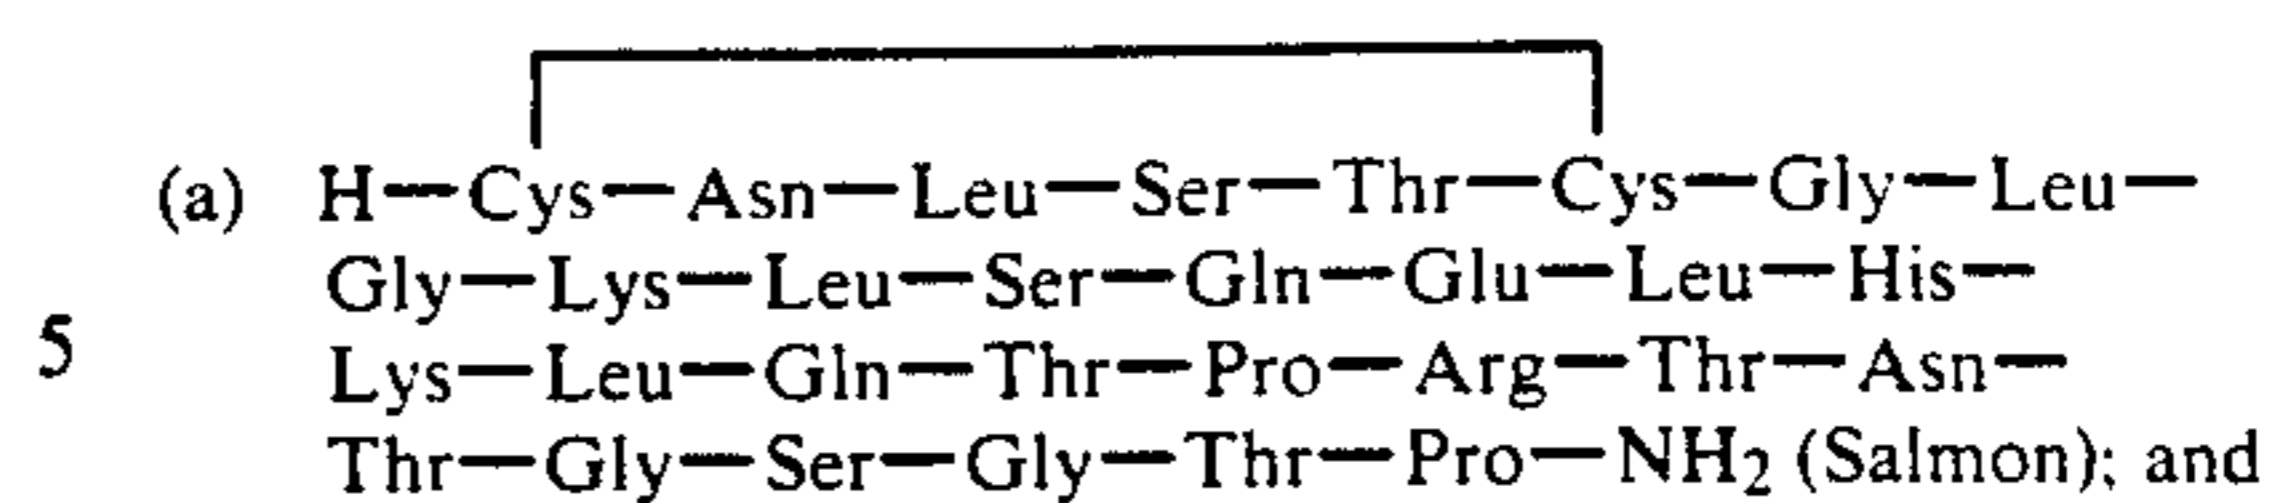 (a) H—Cys—Asn—Leu—Ser—Thr—Cys—Gly—Leu—
Gly—Lys—Leu—Ser—Gln—Glu—Leu—His—
5
Lys—Leu—Gln—Thr—Pro—Arg—Thr—Asn—
Thr—Gly—Ser—Gly—Thr—Pro—NH₂ (Salmon); and